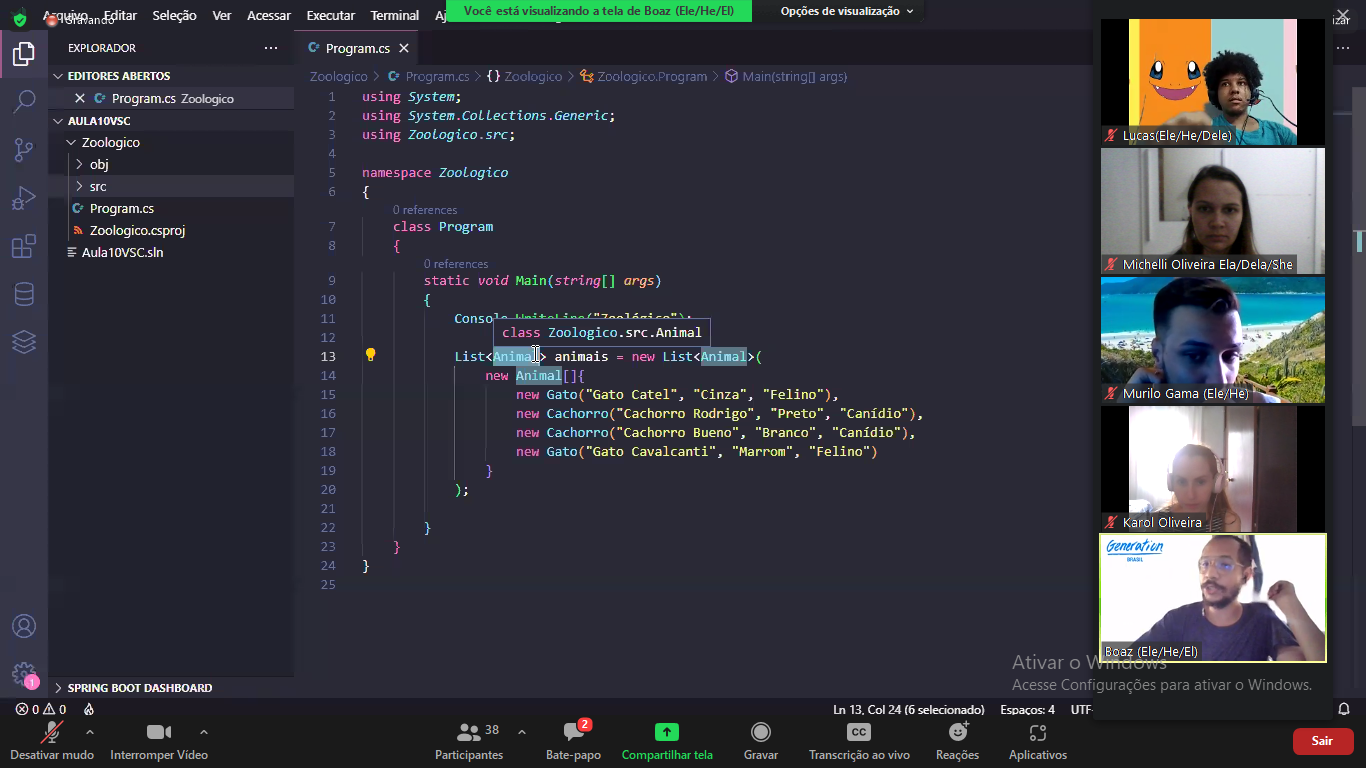 Arquivo Editar Seleção Ver Acessar Executar Terminal
Gravando
Você está visualizando a tela de Boaz (Ele/He/El)
Opções de visualização
EXPLORADOR
EDITORES ABERTOS
Program.cs Zoologico
AULA10VSC
Zoologico
obj
src
Program.cs
Zoologico.csproj
Aula10VSC.sln
SPRING BOOT DASHBOARD
Program.cs
Zoologico > Program.cs > {} Zoologico > Zoologico.Program > Main(string[] args)
1 using System;
2 using System.Collections.Generic;
3 using Zoologico.src;
4
5 namespace Zoologico
6 {
0 references
7 class Program
8 {
0 references
9 static void Main(string[] args)
10 {
11 Console.WriteLine("Zoológico");
class Zoologico.src.Animal
12
13 List<Animal> animais = new List<Animal>(
14 new Animal[]{
15 new Gato("Gato Catel", "Cinza", "Felino"),
16 new Cachorro("Cachorro Rodrigo", "Preto", "Canídio"),
17 new Cachorro("Cachorro Bueno", "Branco", "Canídio"),
18 new Gato("Gato Cavalcanti", "Marrom", "Felino")
19 }
20 );
21
22 }
23 }
24 }
25
Lucas(Ele/He/Dele)
Michelli Oliveira Ela/Dela/She
Murilo Gama (Ele/He)
Karol Oliveira
Generation
BRASIL
Boaz (Ele/He/El)
Ativar o Windows
Acesse Configurações para ativar o Windows.
1
0 0
Ln 13, Col 24 (6 selecionado) Espaços: 4 UTF-
Desativar mudo
Interromper Vídeo
38
Participantes
2
Bate-papo
Compartilhar tela
Gravar
CC
Transcrição ao vivo
Reações
Aplicativos
Sair